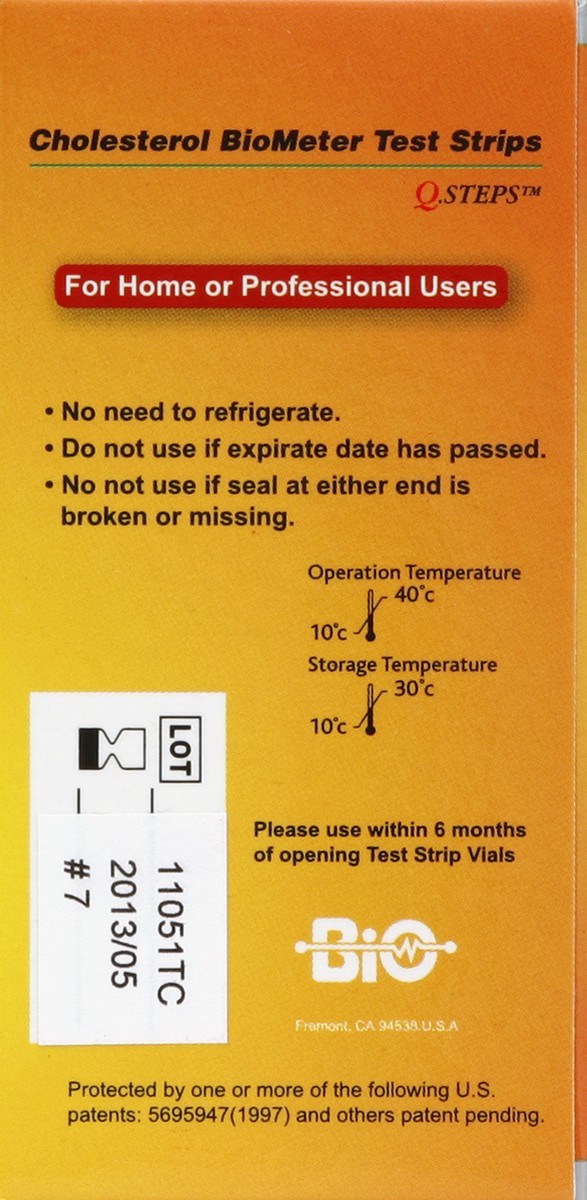 Cholesterol BioMeter Test Strips
Q.STEPS™
For Home or Professional Users
• No need to refrigerate.
• Do not use if expirate date has passed.
• No not use if seal at either end is
broken or missing.
Operation Temperature
40°c
10°c
Storage Temperature
30°c
10°c
LOT
11051TC
2013/05
# 7
Please use within 6 months
of opening Test Strip Vials
BiO
Fremont, CA 94538.U.S.A
Protected by one or more of the following U.S.
patents: 5695947(1997) and others patent pending.